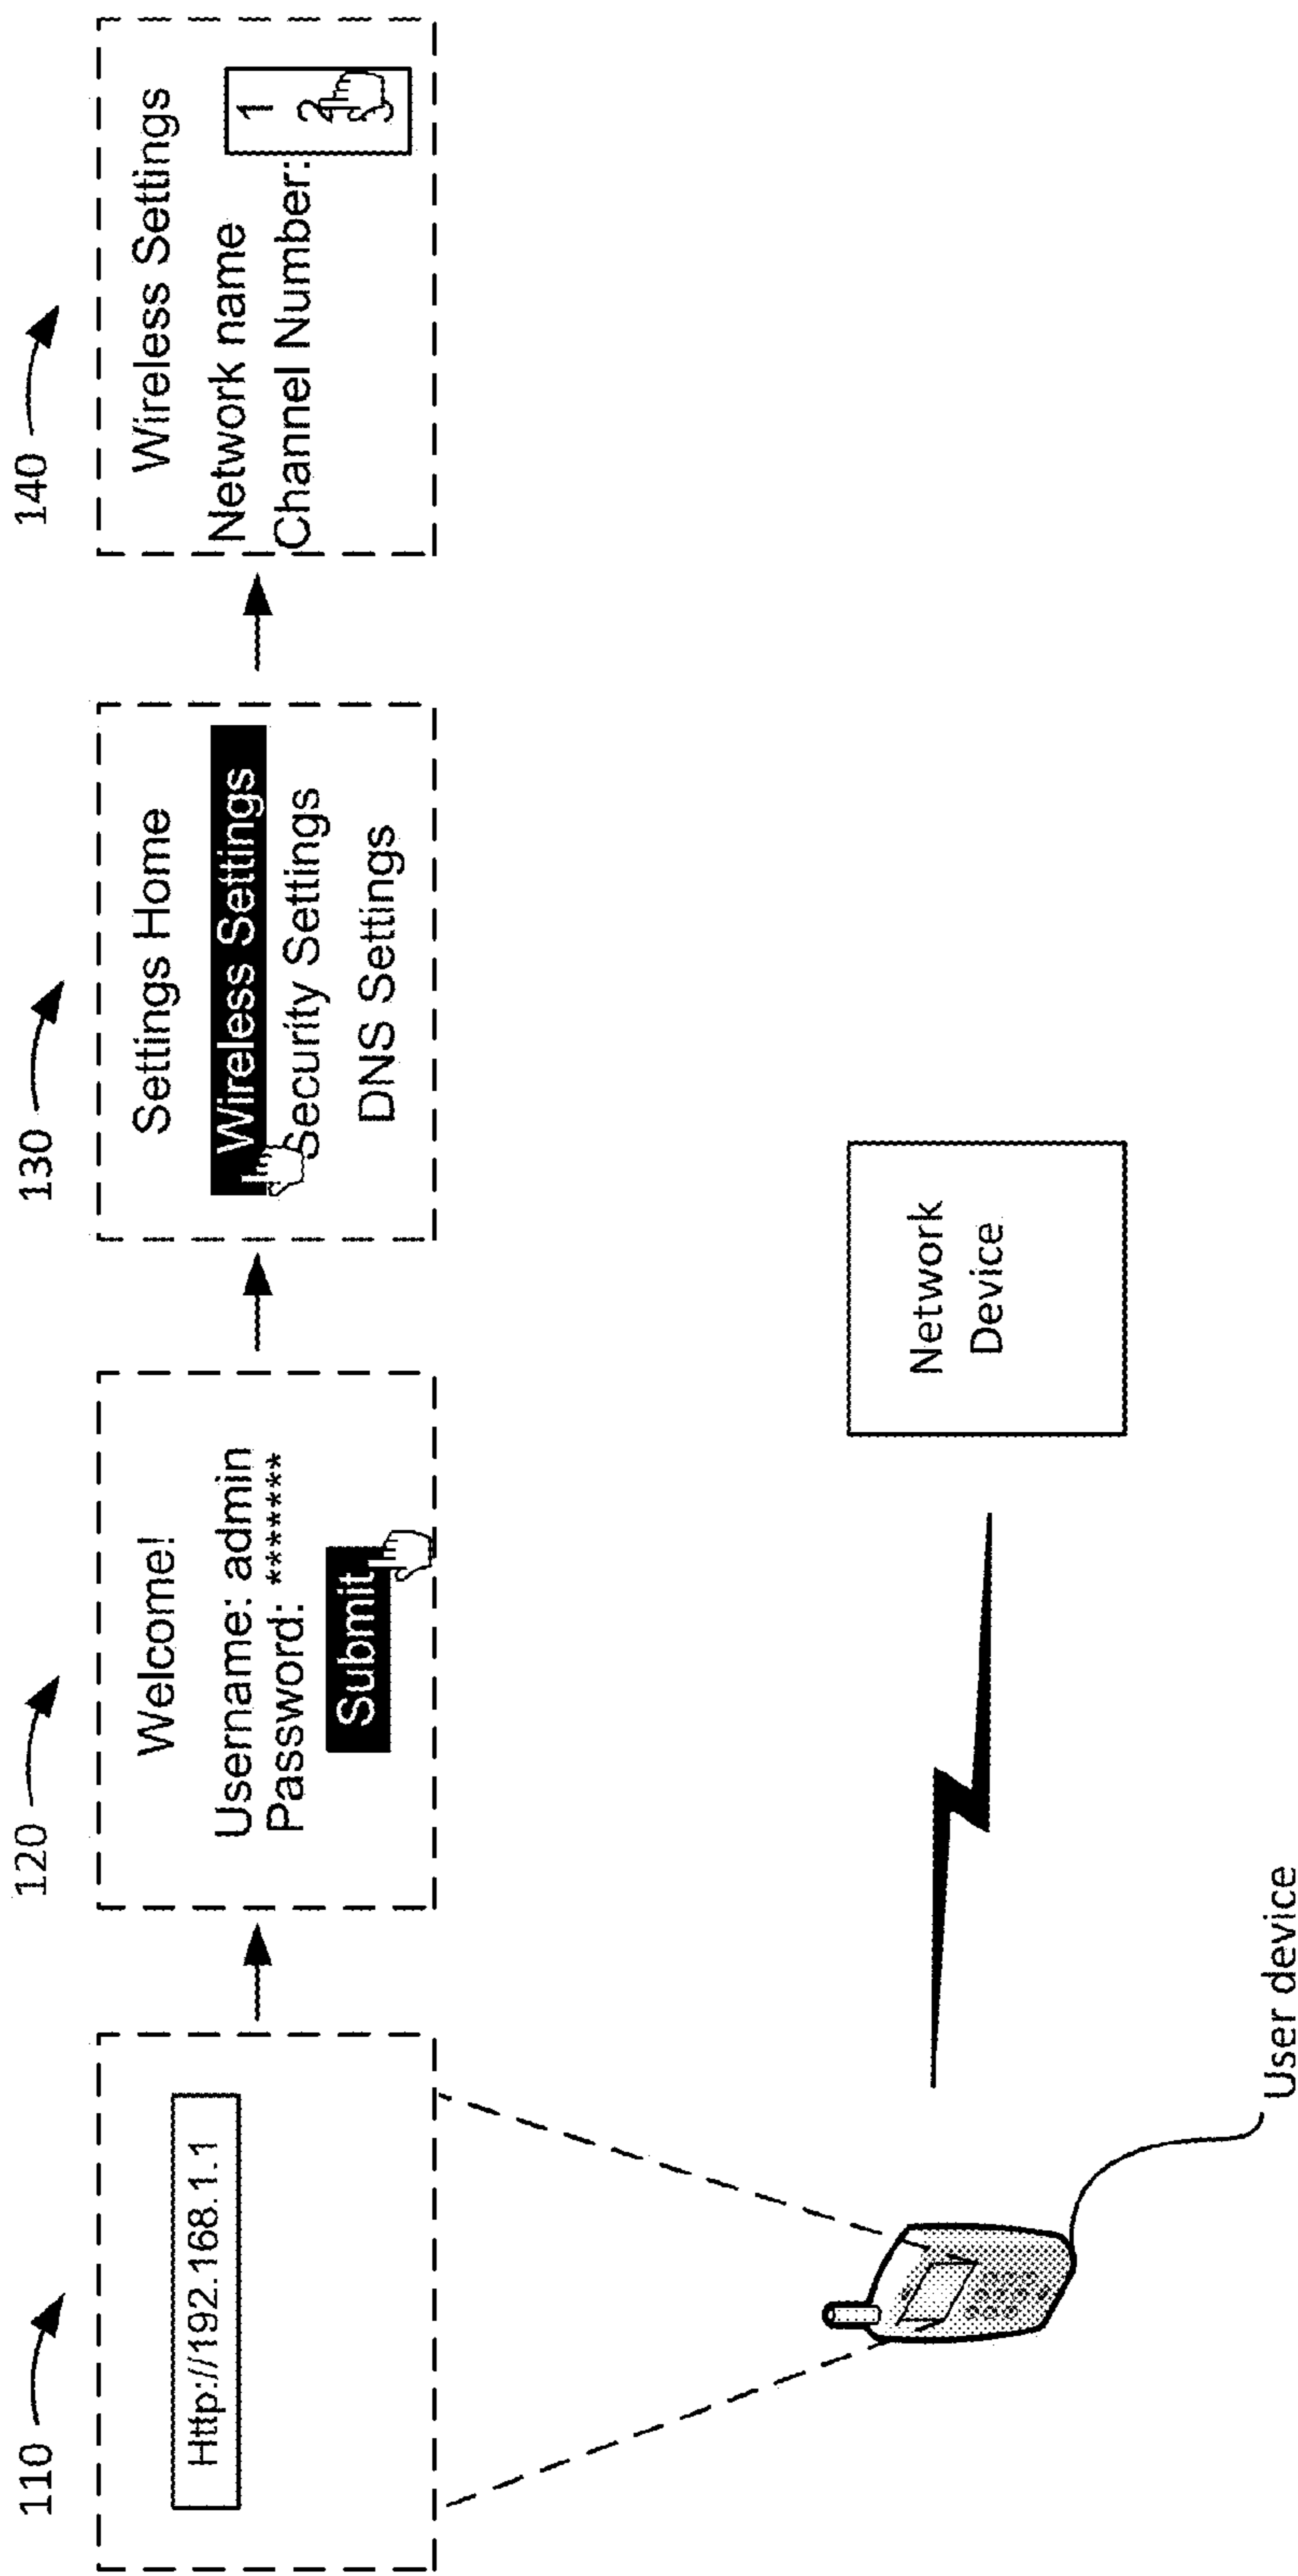 110
Http://192.168.1.1
120
Welcome!
Username: admin
Password: *******
Submit
130
Settings Home
Wireless Settings
Security Settings
DNS Settings
140
Wireless Settings
Network name
Channel Number:
1
2
3
Network
Device
User device